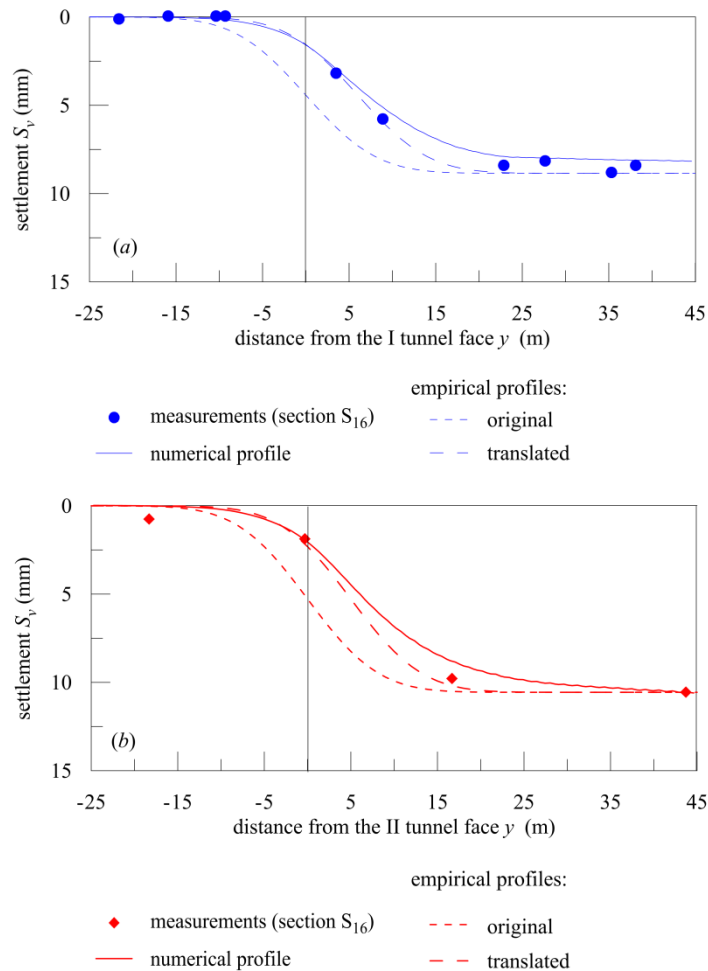 0
5
10
15
settlement Sᵥ (mm)
(a)
-25 -15 -5 5 15 25 35 45
distance from the I tunnel face y (m)
empirical profiles:
measurements (section S₁₆) original
numerical profile translated
0
5
10
15
settlement Sᵥ (mm)
(b)
-25 -15 -5 5 15 25 35 45
distance from the II tunnel face y (m)
empirical profiles:
measurements (section S₁₆) original
numerical profile translated